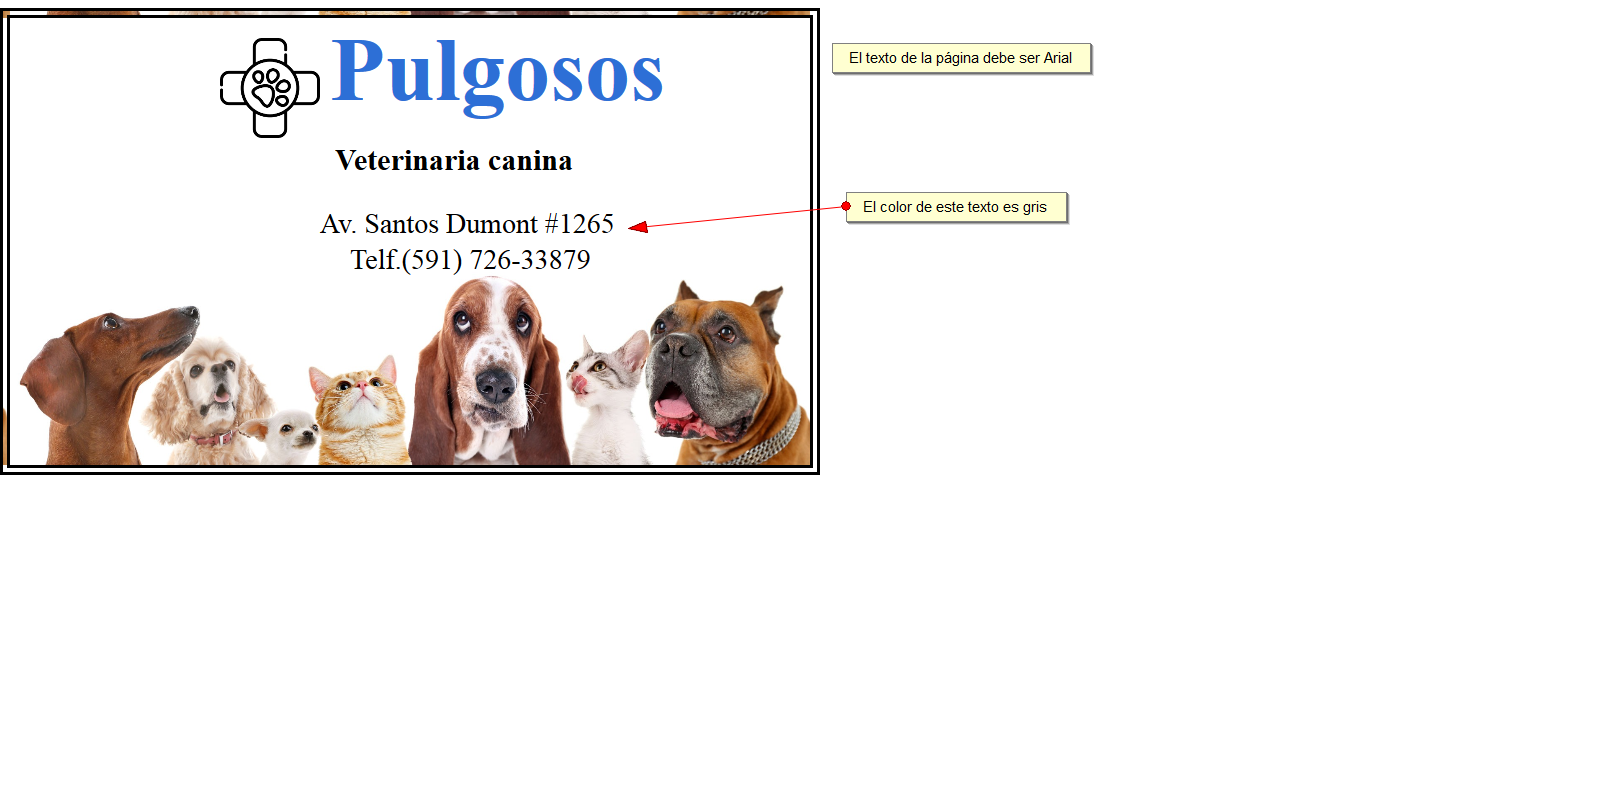 Pulgosos
Veterinaria canina
Av. Santos Dumont #1265
Telf.(591) 726-33879
El texto de la página debe ser Arial
El color de este texto es gris